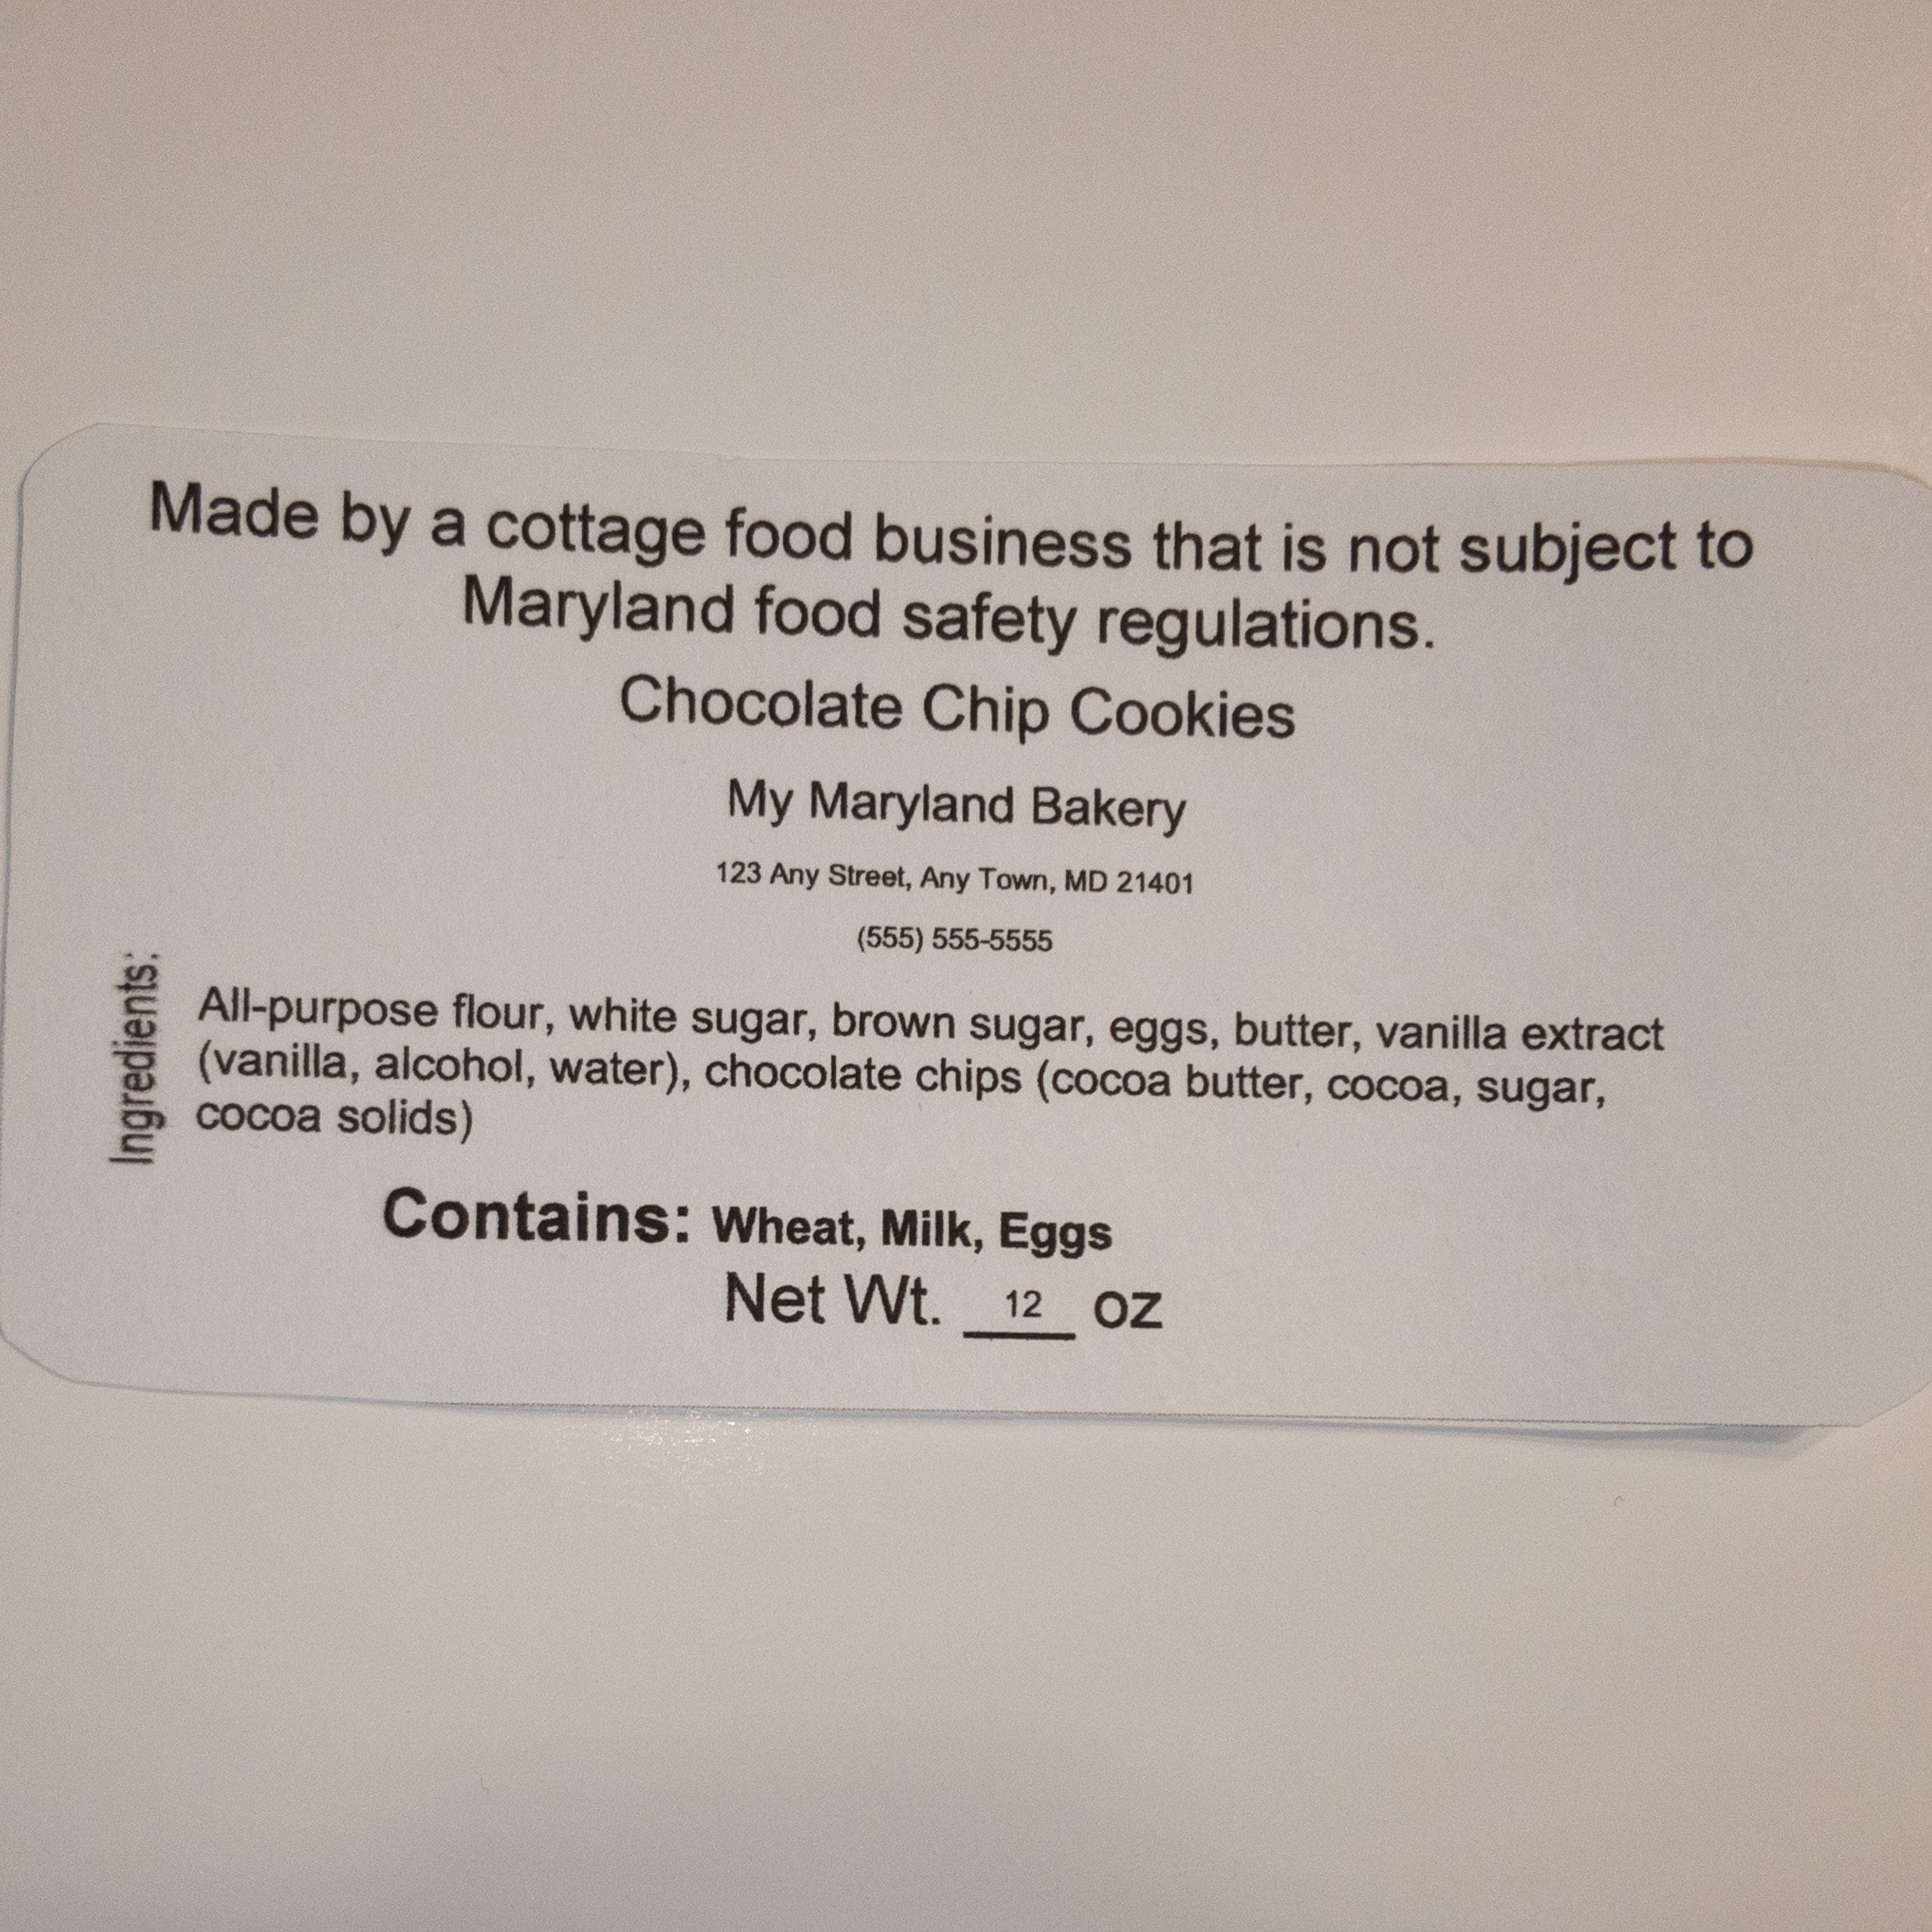 Made by a cottage food business that is not subject to
Maryland food safety regulations.
Chocolate Chip Cookies
My Maryland Bakery
123 Any Street, Any Town, MD 21401
(555) 555-5555
Ingredients:
All-purpose flour, white sugar, brown sugar, eggs, butter, vanilla extract
(vanilla, alcohol, water), chocolate chips (cocoa butter, cocoa, sugar,
cocoa solids)
Contains: Wheat, Milk, Eggs
Net Wt. 12 oz